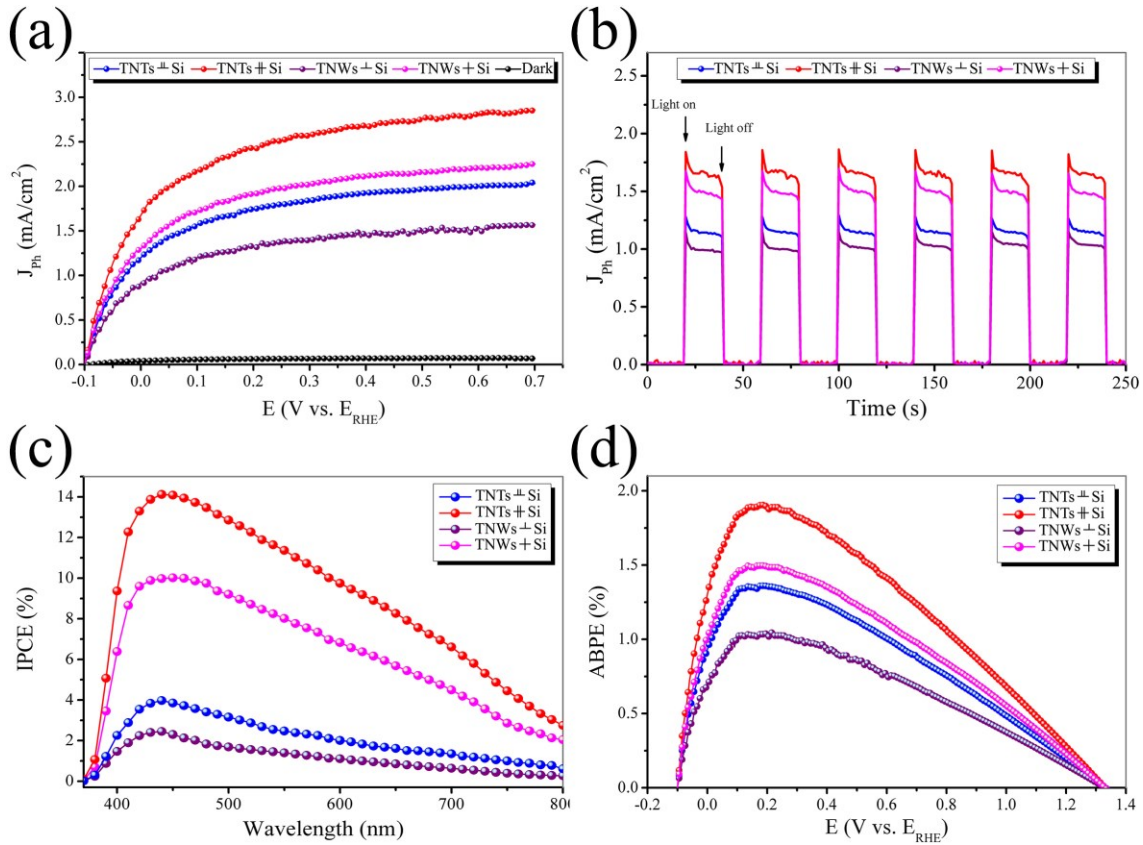 (a)
TNTs╨Si TNTs⧺Si TNWs⊥Si TNWs+Si Dark
3.0
2.5
2.0
1.5
1.0
0.5
0.0
J_Ph (mA/cm²)
-0.1 0.0 0.1 0.2 0.3 0.4 0.5 0.6 0.7
E (V vs. E_RHE)
(b)
TNTs╨Si TNTs⧺Si TNWs⊥Si TNWs+Si
Light on
Light off
2.5
2.0
1.5
1.0
0.5
0.0
J_Ph (mA/cm²)
0 50 100 150 200 250
Time (s)
(c)
TNTs╨Si
TNTs⧺Si
TNWs⊥Si
TNWs+Si
14
12
10
8
6
4
2
0
IPCE (%)
400 500 600 700 800
Wavelength (nm)
(d)
TNTs╨Si
TNTs⧺Si
TNWs⊥Si
TNWs+Si
2.0
1.5
1.0
0.5
0.0
ABPE (%)
-0.2 0.0 0.2 0.4 0.6 0.8 1.0 1.2 1.4
E (V vs. E_RHE)